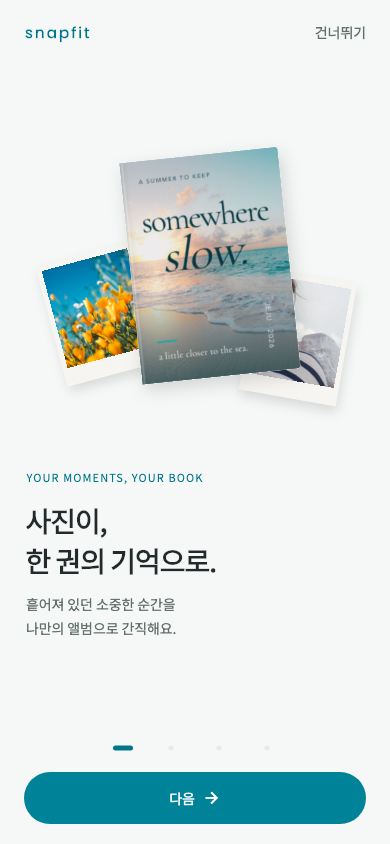 snapfit
건너뛰기
A SUMMER TO KEEP
somewhere
slow.
JEJU 2024
a little closer to the sea.
YOUR MOMENTS, YOUR BOOK
사진이,
한 권의 기억으로.
흩어져 있던 소중한 순간을
나만의 앨범으로 간직해요.
다음 →